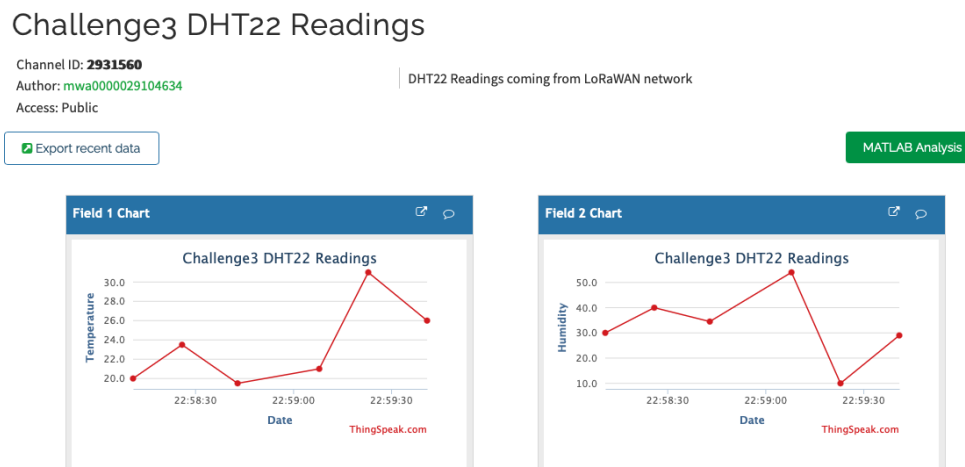 Challenge3 DHT22 Readings
Channel ID: 2931560
Author: mwa0000029104634
Access: Public
DHT22 Readings coming from LoRaWAN network
Export recent data
MATLAB Analysis
Field 1 Chart
Challenge3 DHT22 Readings
Temperature
30.0
28.0
26.0
24.0
22.0
20.0
22:58:30 22:59:00 22:59:30
Date
ThingSpeak.com
Field 2 Chart
Challenge3 DHT22 Readings
Humidity
50.0
40.0
30.0
20.0
10.0
22:58:30 22:59:00 22:59:30
Date
ThingSpeak.com